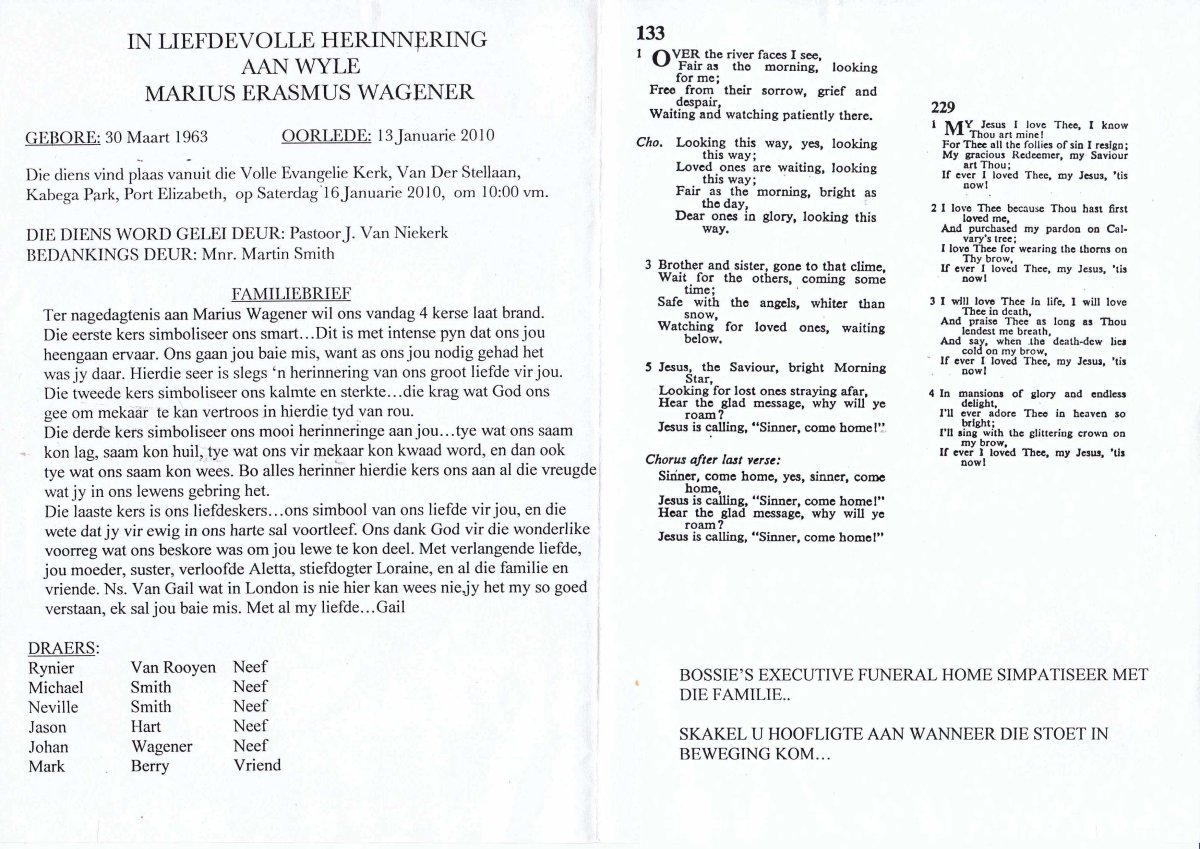 IN LIEFDEVOLLE HERINNERING
AAN WYLE
MARIUS ERASMUS WAGENER
GEBORE: 30 Maart 1963 OORLEDE: 13 Januarie 2010
Die diens vind plaas vanuit die Volle Evangelie Kerk, Van Der Stellaan,
Kabega Park, Port Elizabeth, op Saterdag 16 Januarie 2010, om 10:00 vm.
DIE DIENS WORD GELEI DEUR: Pastoor J. Van Niekerk
BEDANKINGS DEUR: Mnr. Martin Smith
FAMILIEBRIEF
Ter nagedagtenis aan Marius Wagener wil ons vandag 4 kerse laat brand.
Die eerste kers simboliseer ons smart…Dit is met intense pyn dat ons jou
heengaan ervaar. Ons gaan jou baie mis, want as ons jou nodig gehad het
was jy daar. Hierdie seer is slegs ‘n herinnering van ons groot liefde vir jou.
Die tweede kers simboliseer ons kalmte en sterkte…die krag wat God ons
gee om mekaar te kan vertroos in hierdie tyd van rou.
Die derde kers simboliseer ons mooi herinneringe aan jou…tye wat ons saam
kon lag, saam kon huil, tye wat ons vir mekaar kon kwaad word, en dan ook
tye wat ons saam kon wees. Bo alles herinner hierdie kers ons aan al die vreugde
wat jy in ons lewens gebring het.
Die laaste kers is ons liefdeskers…ons simbool van ons liefde vir jou, en die
wete dat jy vir ewig in ons harte sal voortleef. Ons dank God vir die wonderlike
voorreg wat ons beskore was om jou lewe te kon deel. Met verlangende liefde,
jou moeder, suster, verloofde Aletta, stiefdogter Loraine, en al die familie en
vriende. Ns. Van Gail wat in London is nie hier kan wees nie,jy het my so goed
verstaan, ek sal jou baie mis. Met al my liefde…Gail
DRAERS:
Rynier Van Rooyen Neef
Michael Smith Neef
Neville Smith Neef
Jason Hart Neef
Johan Wagener Neef
Mark Berry Vriend
133
1 OVER the river faces I see,
Fair as the morning, looking
for me;
Free from their sorrow, grief and
despair,
Waiting and watching patiently there.
Cho. Looking this way, yes, looking
this way;
Loved ones are waiting, looking
this way;
Fair as the morning, bright as
the day,
Dear ones in glory, looking this
way.
3 Brother and sister, gone to that clime,
Wait for the others, coming some
time;
Safe with the angels, whiter than
snow,
Watching for loved ones, waiting
below.
5 Jesus, the Saviour, bright Morning
Star,
Looking for lost ones straying afar,
Hear the glad message, why will ye
roam?
Jesus is calling, "Sinner, come home!"
Chorus after last verse:
Sinner, come home, yes, sinner, come
home,
Jesus is calling, "Sinner, come home!"
Hear the glad message, why will ye
roam?
Jesus is calling, "Sinner, come home!"
229
1 MY Jesus I love Thee, I know
Thou art mine!
For Thee all the follies of sin I resign;
My gracious Redeemer, my Saviour
art Thou;
If ever I loved Thee, my Jesus, 'tis
now!
2 I love Thee because Thou hast first
loved me,
And purchased my pardon on Cal-
vary's tree;
I love Thee for wearing the thorns on
Thy brow,
If ever I loved Thee, my Jesus, 'tis
now!
3 I will love Thee in life, I will love
Thee in death,
And praise Thee as long as Thou
lendest me breath,
And say, when the death-dew lies
cold on my brow,
If ever I loved Thee, my Jesus, 'tis
now!
4 In mansions of glory and endless
delight,
I'll ever adore Thee in heaven so
bright;
I'll sing with the glittering crown on
my brow,
If ever I loved Thee, my Jesus, 'tis
now!
BOSSIE'S EXECUTIVE FUNERAL HOME SIMPATISEER MET
DIE FAMILIE..
SKAKEL U HOOFLIGTE AAN WANNEER DIE STOET IN
BEWEGING KOM…